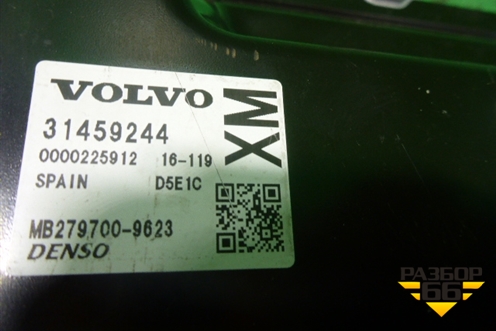 VOLVO
XM
31459244
0000225912 16-119
SPAIN D5E1C
MB279700-9623
DENSO
РАЗБОР
66